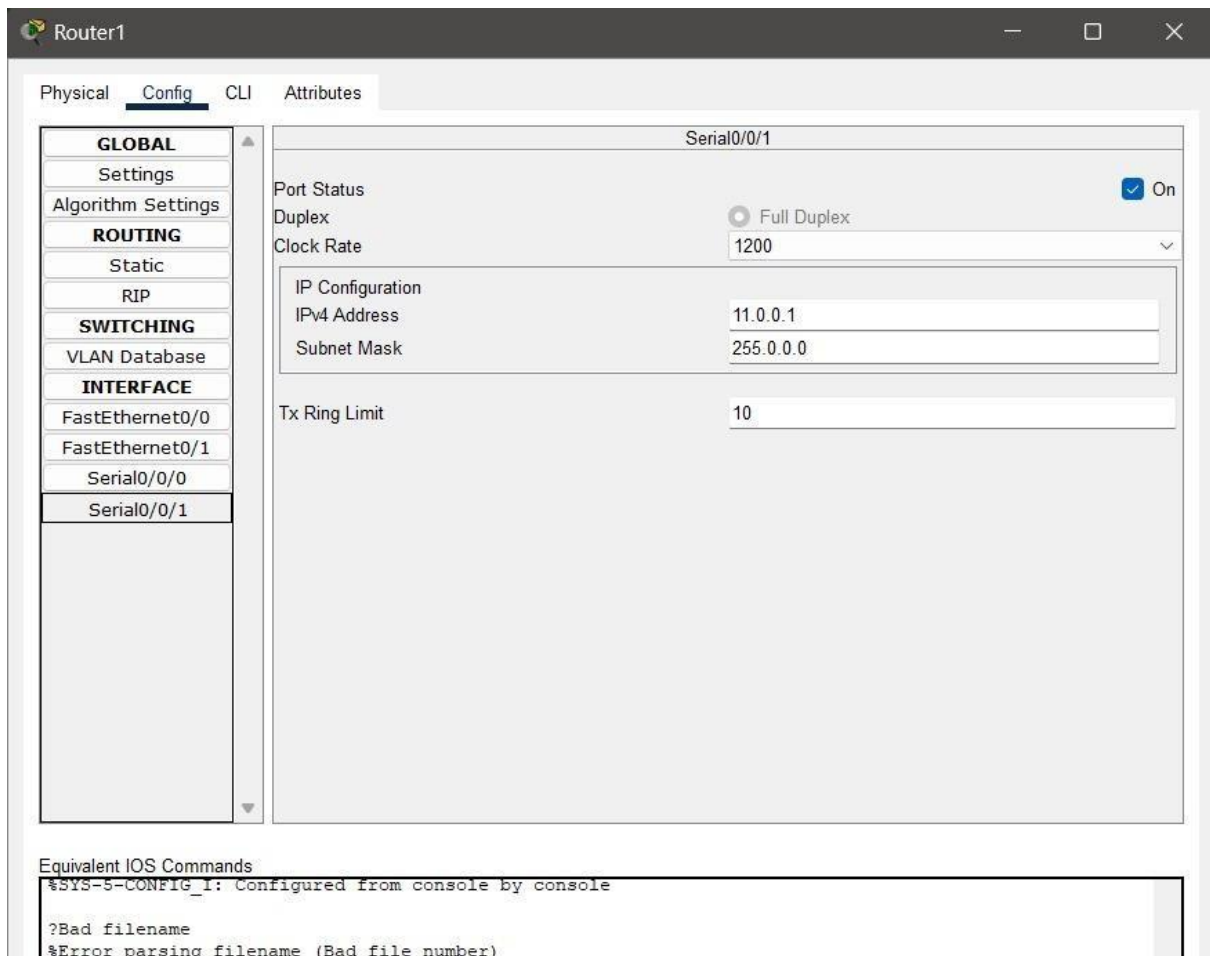 Router1
Physical Config CLI Attributes
GLOBAL
Settings
Algorithm Settings
ROUTING
Static
RIP
SWITCHING
VLAN Database
INTERFACE
FastEthernet0/0
FastEthernet0/1
Serial0/0/0
Serial0/0/1
Serial0/0/1
Port Status On
Duplex Full Duplex
Clock Rate 1200
IP Configuration
IPv4 Address 11.0.0.1
Subnet Mask 255.0.0.0
Tx Ring Limit 10
Equivalent IOS Commands
%SYS-5-CONFIG_I: Configured from console by console
?Bad filename
%Error parsing filename (Bad file number)